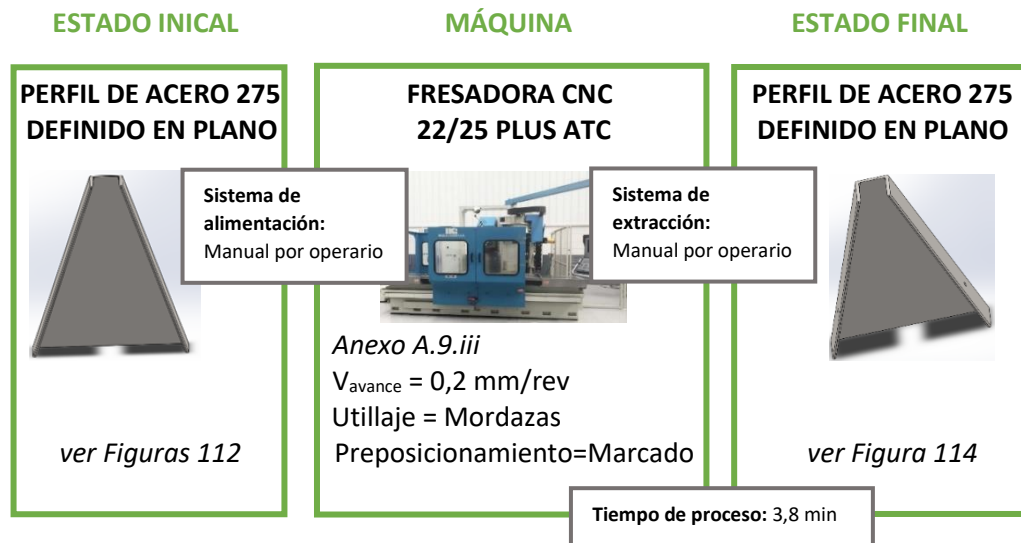 ESTADO INICAL
PERFIL DE ACERO 275
DEFINIDO EN PLANO
ver Figuras 112
Sistema de
alimentación:
Manual por operario
MÁQUINA
FRESADORA CNC
22/25 PLUS ATC
Anexo A.9.iii
Vavance = 0,2 mm/rev
Utillaje = Mordazas
Preposicionamiento=Marcado
Sistema de
extracción:
Manual por operario
ESTADO FINAL
PERFIL DE ACERO 275
DEFINIDO EN PLANO
ver Figura 114
Tiempo de proceso: 3,8 min